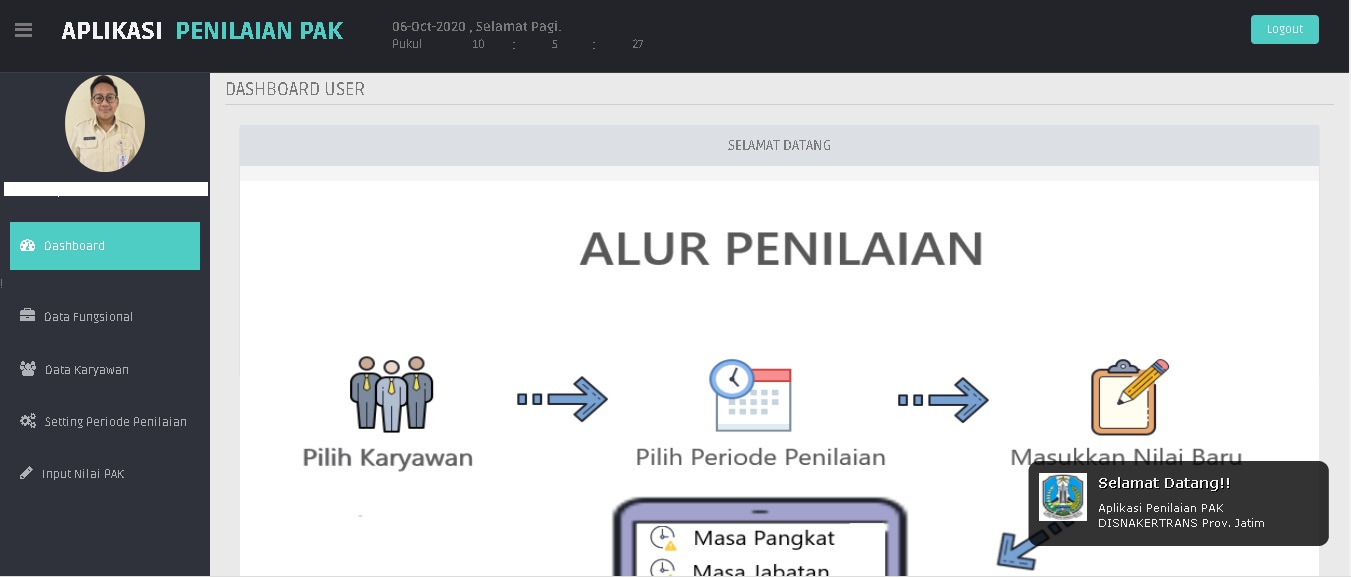 APLIKASI PENILAIAN PAK
06-Oct-2020 , Selamat Pagi.
Pukul 10 : 5 : 27
Logout
DASHBOARD USER
SELAMAT DATANG
Dashboard
!
Data Fungsional
Data Karyawan
Setting Periode Penilaian
Input Nilai PAK
ALUR PENILAIAN
Pilih Karyawan
Pilih Periode Penilaian
Masukkan Nilai Baru
Masa Pangkat
Masa Jabatan
Selamat Datang!!
Aplikasi Penilaian PAK
DISNAKERTRANS Prov. Jatim